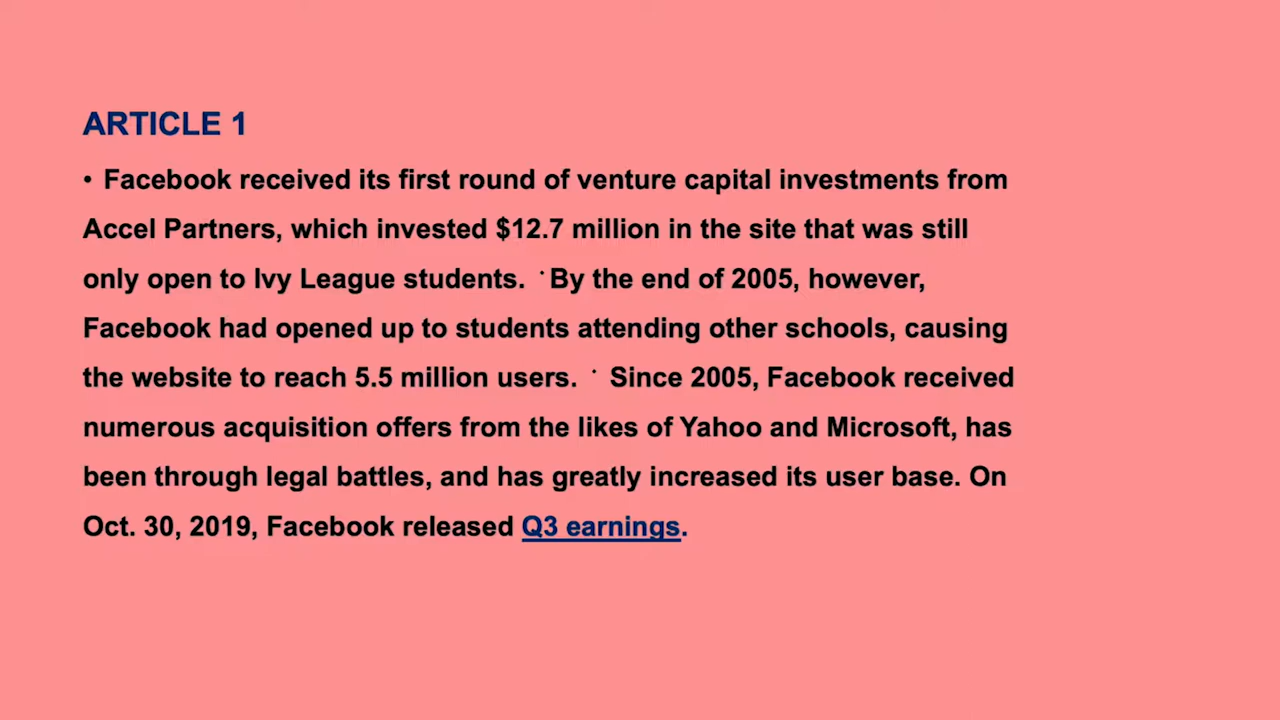 ARTICLE 1
• Facebook received its first round of venture capital investments from
Accel Partners, which invested $12.7 million in the site that was still
only open to Ivy League students. · By the end of 2005, however,
Facebook had opened up to students attending other schools, causing
the website to reach 5.5 million users. · Since 2005, Facebook received
numerous acquisition offers from the likes of Yahoo and Microsoft, has
been through legal battles, and has greatly increased its user base. On
Oct. 30, 2019, Facebook released Q3 earnings.